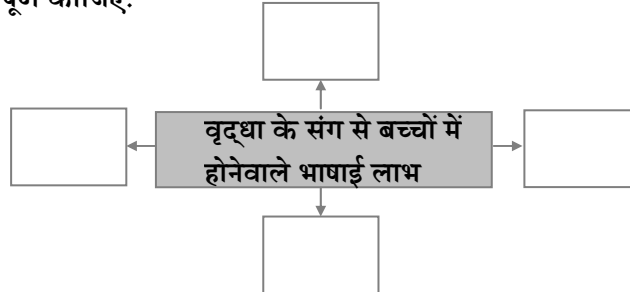 वृद्धा के संग से बच्चों में
होनेवाले भाषाई लाभ